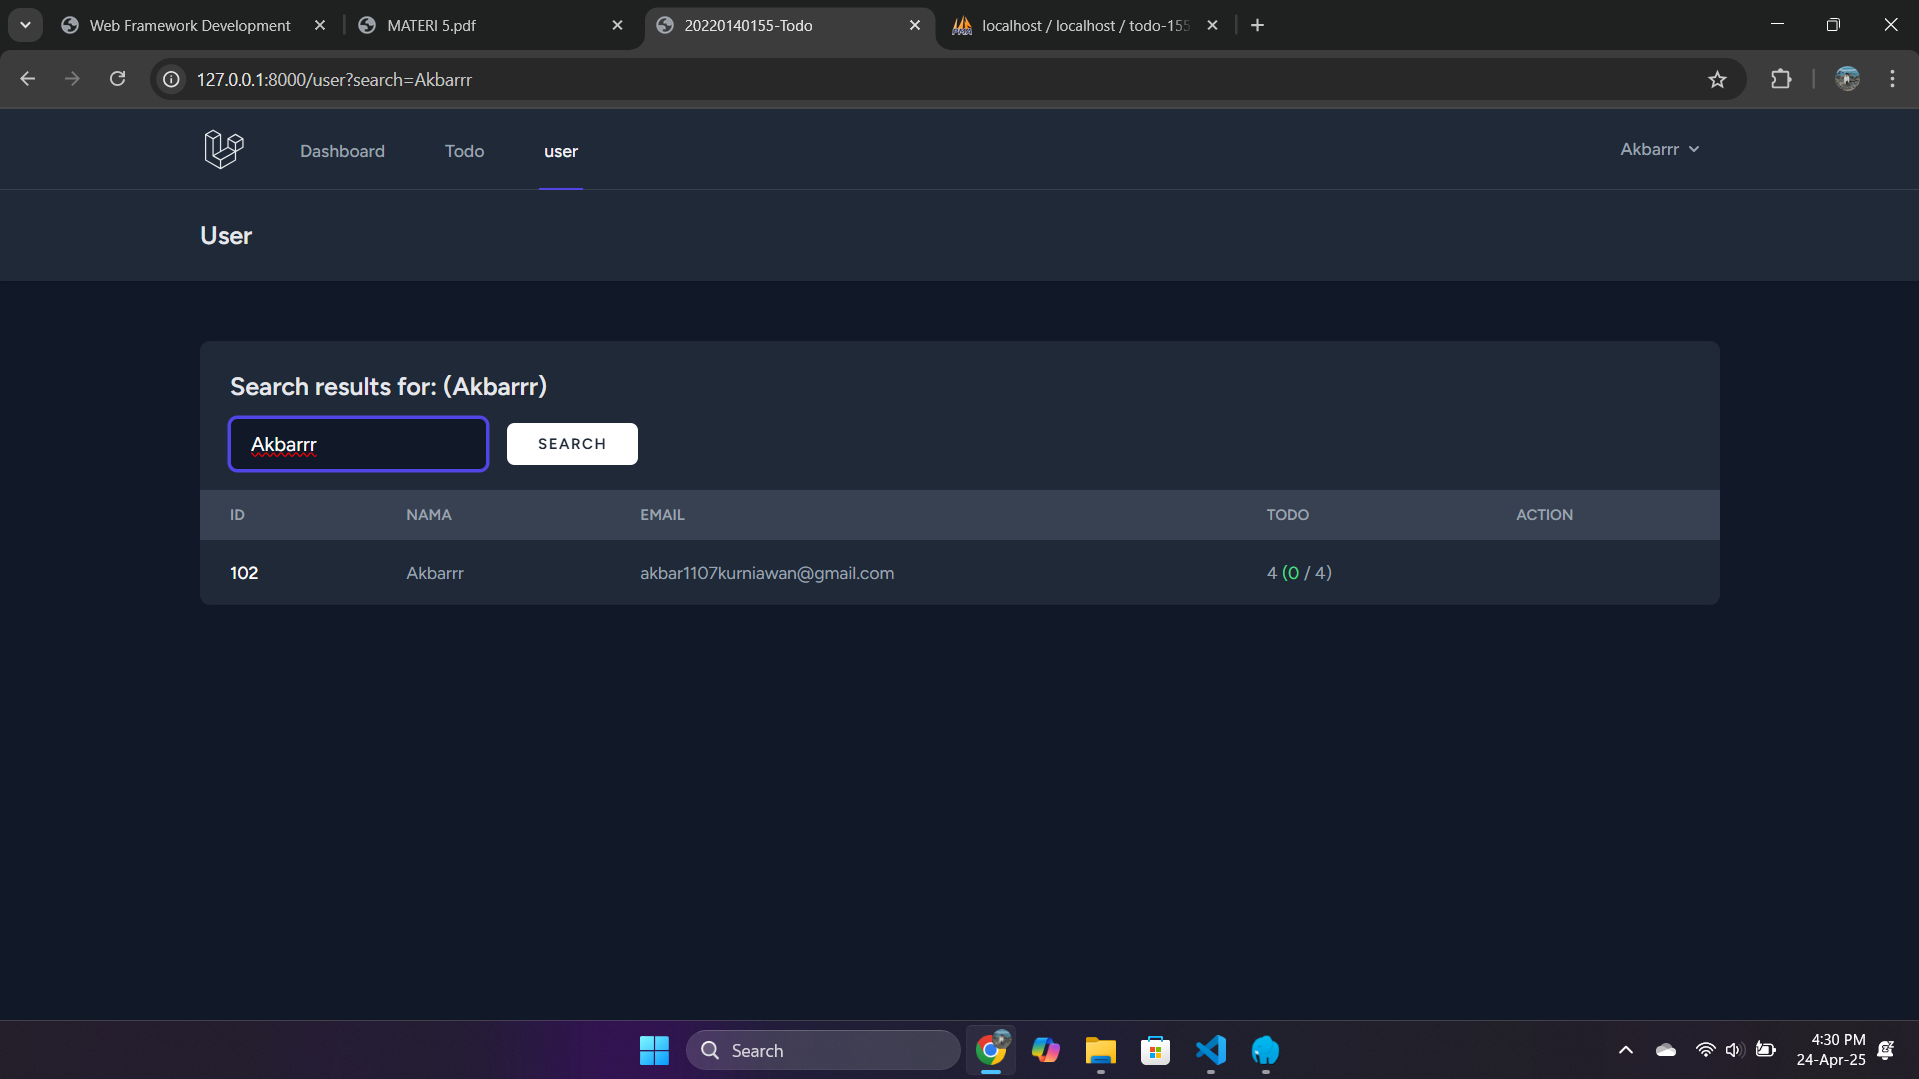 Web Framework Development
MATERI 5.pdf
20220140155-Todo
localhost / localhost / todo-155
127.0.0.1:8000/user?search=Akbarrr
Dashboard
Todo
user
Akbarrr
User
Search results for: (Akbarrr)
Akbarrr
SEARCH
ID NAMA EMAIL TODO ACTION
102 Akbarrr akbar1107kurniawan@gmail.com 4 (0 / 4)
Search
4:30 PM
24-Apr-25